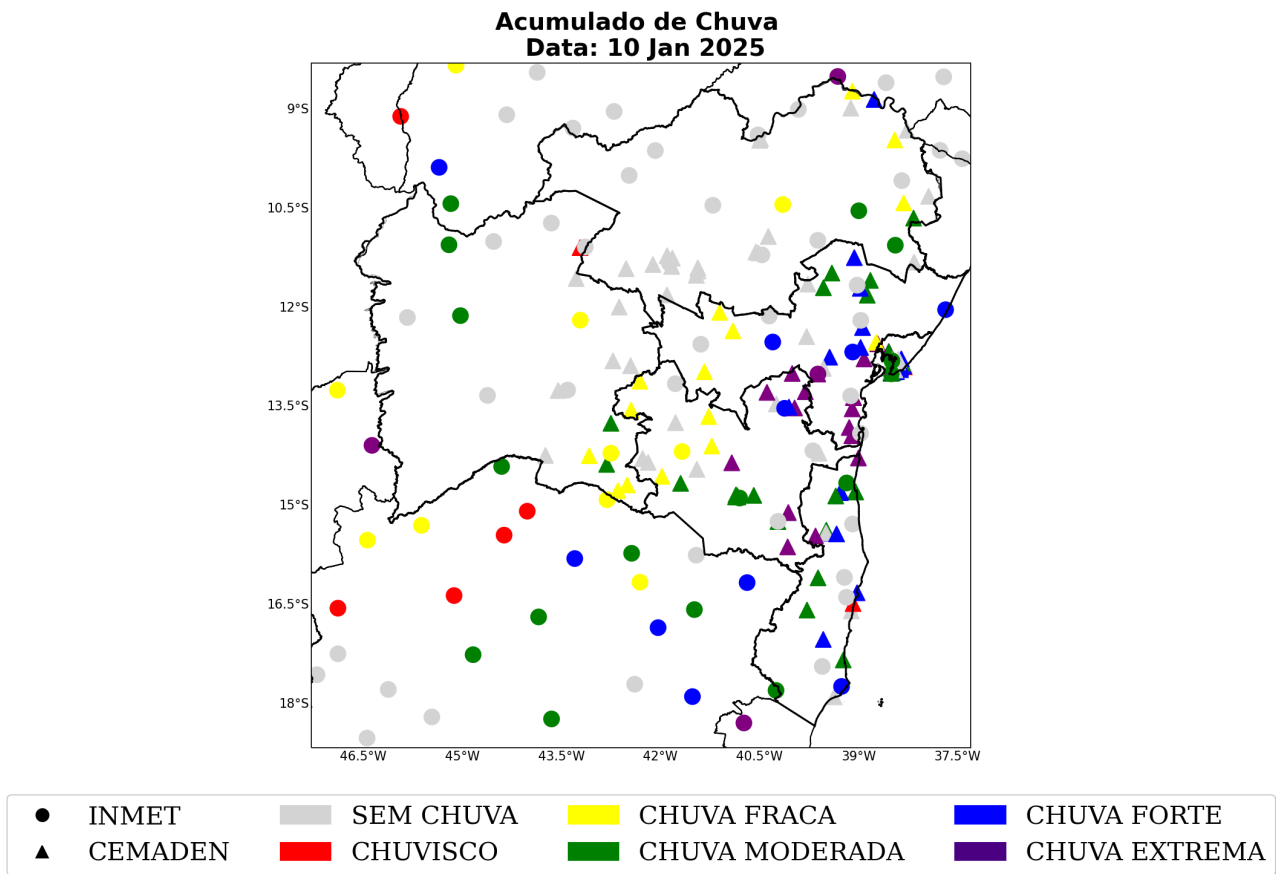 Acumulado de Chuva
Data: 10 Jan 2025
9°S
10.5°S
12°S
13.5°S
15°S
16.5°S
18°S
46.5°W 45°W 43.5°W 42°W 40.5°W 39°W 37.5°W
INMET SEM CHUVA CHUVA FRACA CHUVA FORTE
CEMADEN CHUVISCO CHUVA MODERADA CHUVA EXTREMA